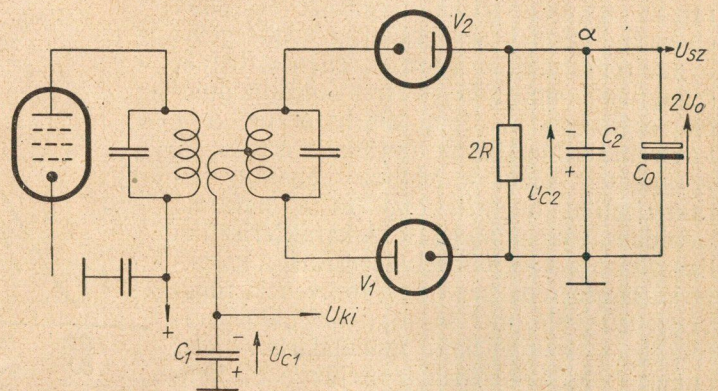 V2
α
Usz
2U0
2R
C2
-
+
UC2
C0
V1
+
Uki
C1
-
+
UC1